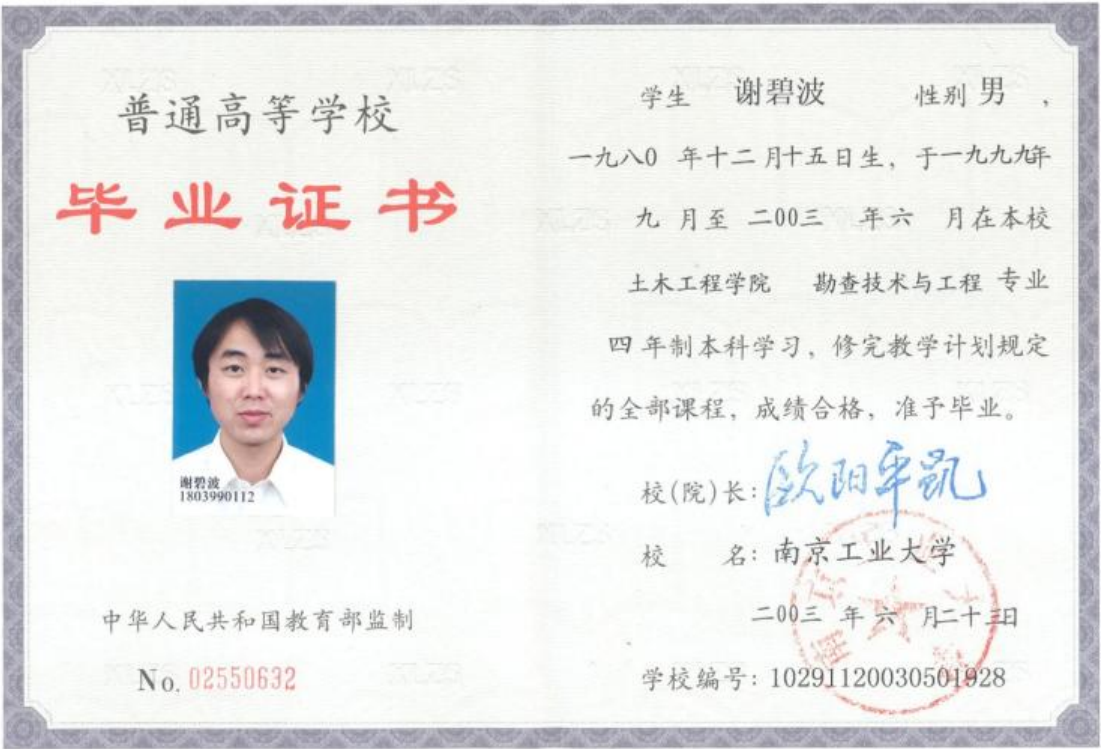 普通高等学校
毕业证书
谢碧波
1803990112
中华人民共和国教育部监制
No. 02550632
学生 谢碧波 性别 男 ，
一九八0 年十二月十五日生，于一九九九年
九 月至 二00三 年六 月在本校
土木工程学院 勘查技术与工程 专业
四 年制本科学习，修完教学计划规定
的全部课程，成绩合格，准予毕业。
校(院)长：欧阳平凯
校 名：南京工业大学
二00三 年 六 月二十三日
学校编号：10291120030501928
南京工业大学